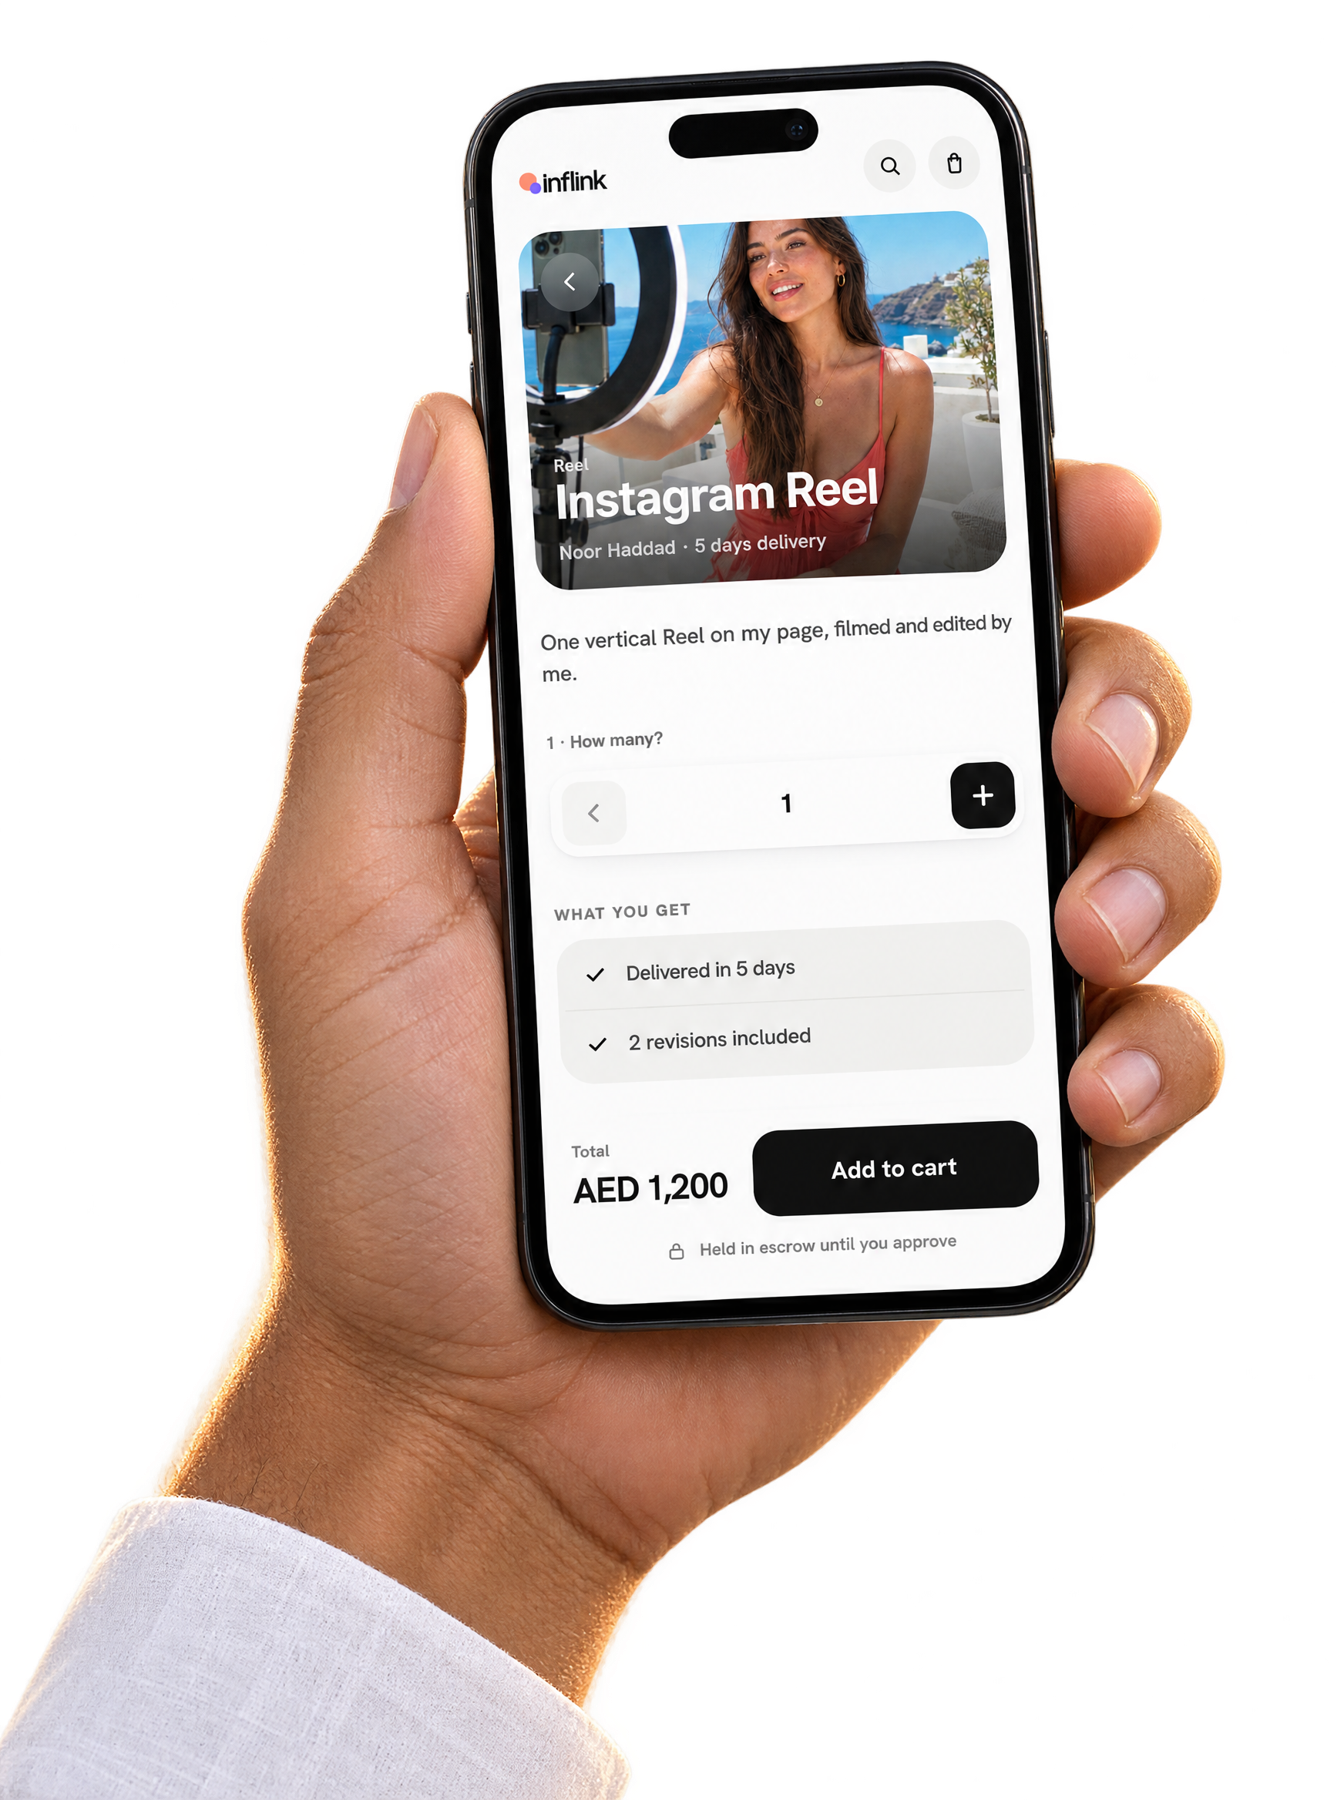 inflink
Reel
Instagram Reel
Noor Haddad · 5 days delivery
One vertical Reel on my page, filmed and edited by
me.
1 · How many?
1
WHAT YOU GET
Delivered in 5 days
2 revisions included
Total
AED 1,200
Add to cart
Held in escrow until you approve